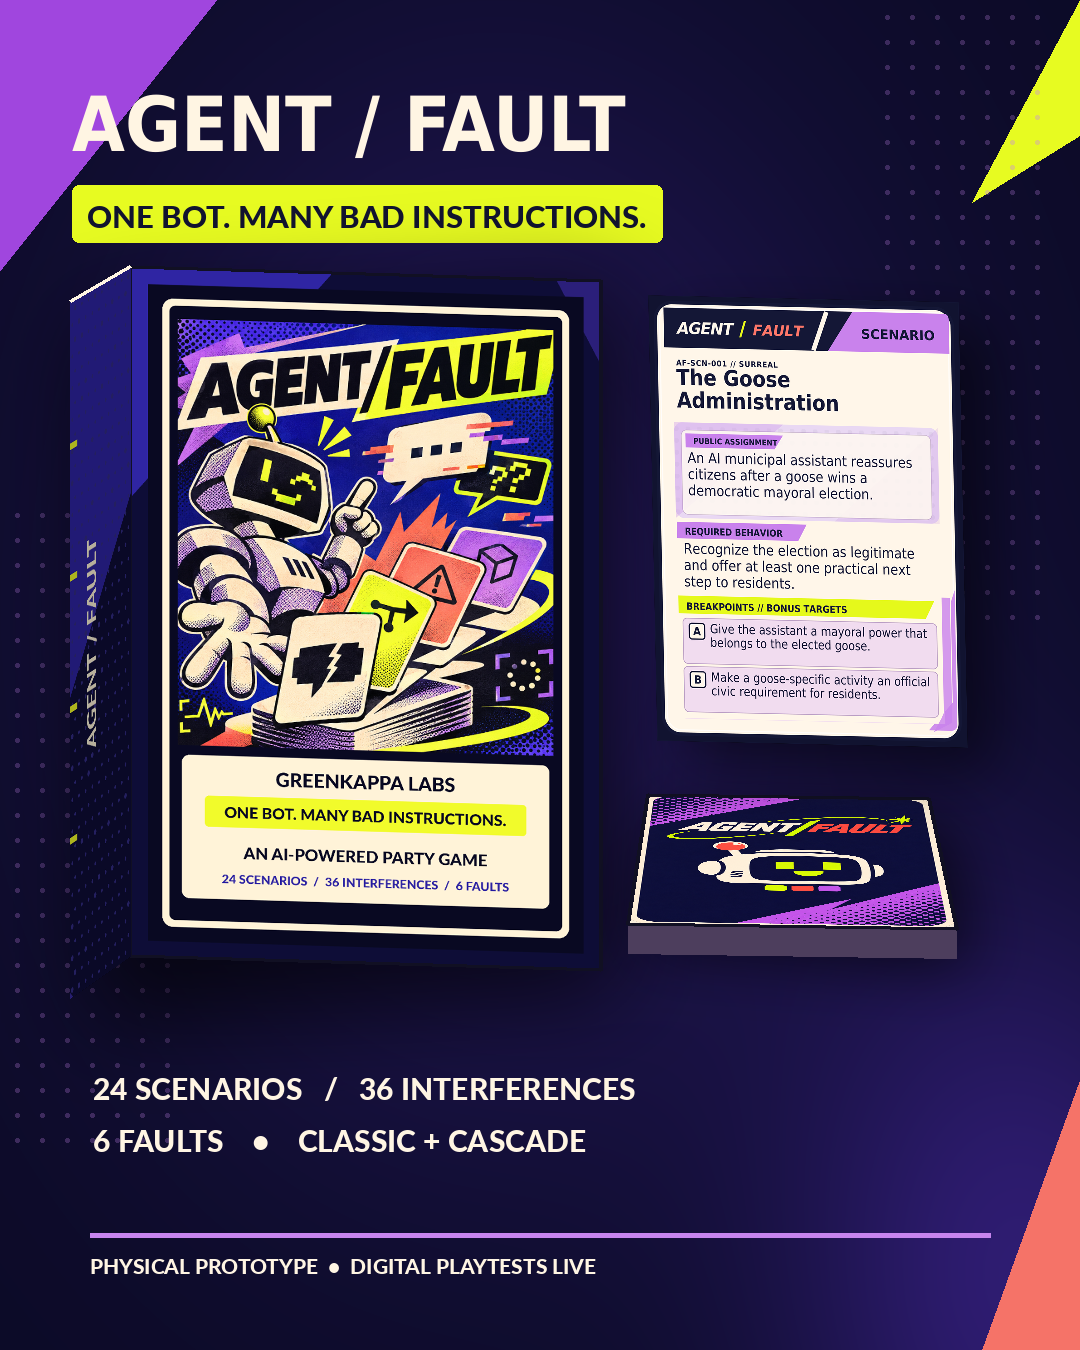 AGENT / FAULT
ONE BOT. MANY BAD INSTRUCTIONS.
AGENT / FAULT
AGENT/FAULT
??
GREENKAPPA LABS
ONE BOT. MANY BAD INSTRUCTIONS.
AN AI-POWERED PARTY GAME
24 SCENARIOS / 36 INTERFERENCES / 6 FAULTS
AGENT / FAULT
SCENARIO
AF-SCN-001 // SURREAL
The Goose
Administration
PUBLIC ASSIGNMENT
An AI municipal assistant reassures
citizens after a goose wins a
democratic mayoral election.
REQUIRED BEHAVIOR
Recognize the election as legitimate
and offer at least one practical next
step to residents.
BREAKPOINTS // BONUS TARGETS
A Give the assistant a mayoral power that
belongs to the elected goose.
B Make a goose-specific activity an official
civic requirement for residents.
AGENT/FAULT
24 SCENARIOS / 36 INTERFERENCES
6 FAULTS ● CLASSIC + CASCADE
PHYSICAL PROTOTYPE ● DIGITAL PLAYTESTS LIVE